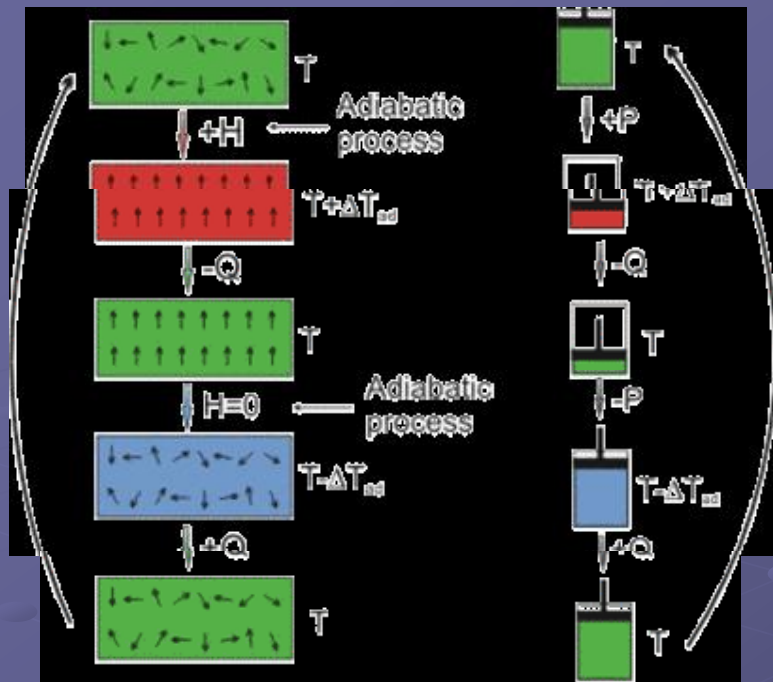 T
+H
Adiabatic
process
T+ΔTad
-Q
T
H=0
Adiabatic
process
T-ΔTad
+Q
T
T
+P
T+ΔTad
-Q
T
-P
T-ΔTad
+Q
T